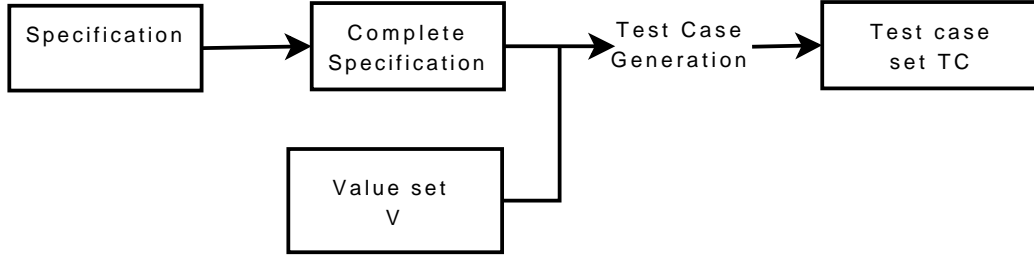 Specification
Complete
Specification
Test Case
Generation
Test case
set TC
Value set
V